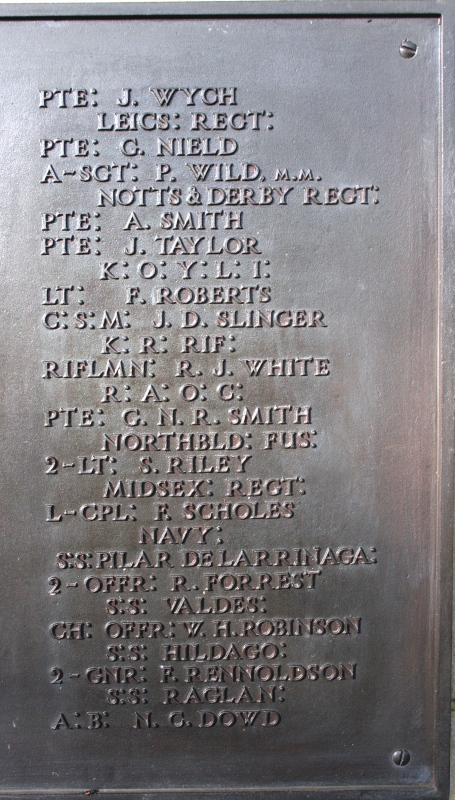 PTE: J. WYCH
LEICS: REGT:
PTE: G. NIELD
A-SGT: P. WILD, M.M.
NOTTS & DERBY REGT:
PTE: A. SMITH
PTE: J. TAYLOR
K: O: Y: L: I:
LT: F. ROBERTS
C: S: M: J. D. SLINGER
K: R: RIF:
RIFLMN: R. J. WHITE
R: A: O: C:
PTE: G. N. R. SMITH
NORTHBLD: FUS:
2-LT: S. RILEY
MIDSEX: REGT:
L-CPL: F. SCHOLES
NAVY:
S:S: PILAR DE LARRINAGA:
2-OFFR: R. FORREST
S:S: VALDES:
CH: OFFR: W. H. ROBINSON
S:S: HILDAGO:
2-GNR: F. RENNOLDSON
S:S: RAGLAN:
A: B: N. C. DOWD